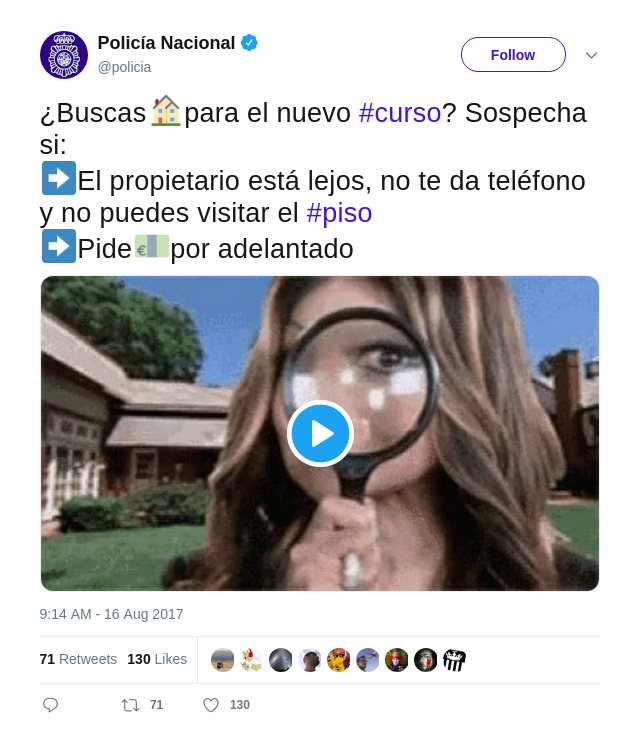 Policía Nacional
@policia
Follow
¿Buscas🏠para el nuevo #curso? Sospecha
si:
➡El propietario está lejos, no te da teléfono
y no puedes visitar el #piso
➡Pide💶por adelantado
9:14 AM - 16 Aug 2017
71 Retweets 130 Likes
71 130